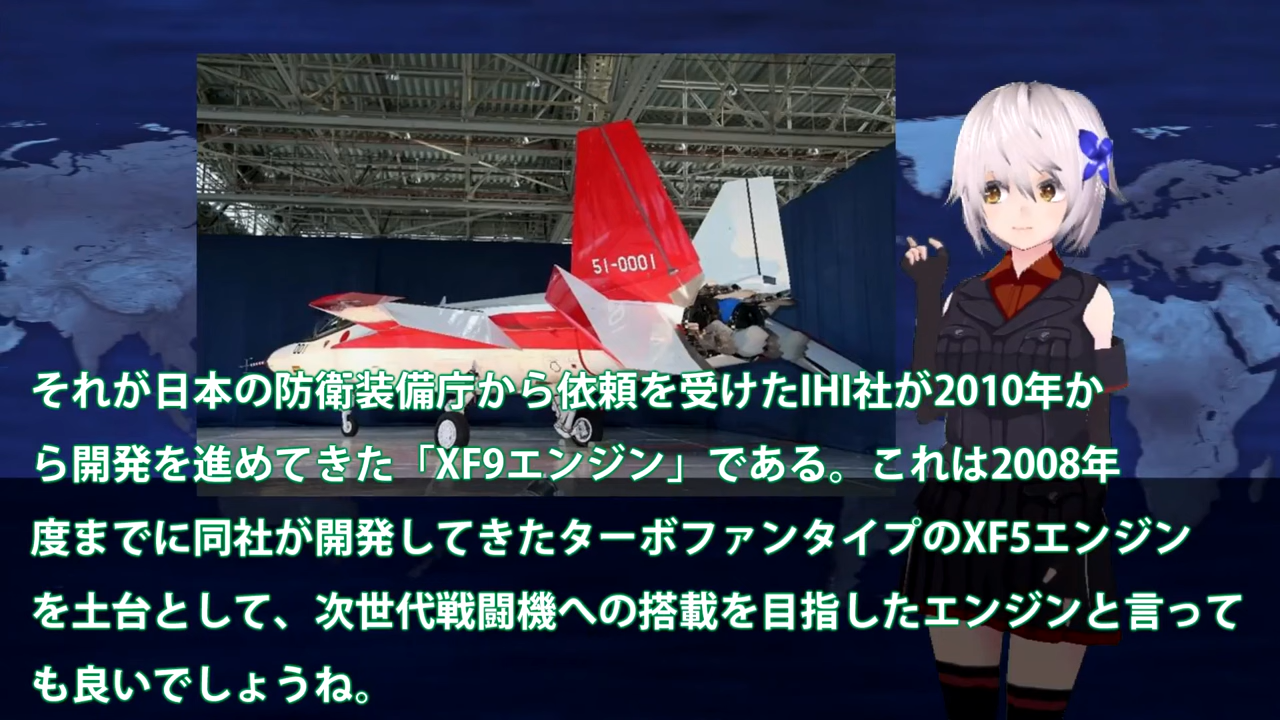 51-0001
001
それが日本の防衛装備庁から依頼を受けたIHI社が2010年か
ら開発を進めてきた「XF9エンジン」である。これは2008年
度までに同社が開発してきたターボファンタイプのXF5エンジン
を土台として、次世代戦闘機への搭載を目指したエンジンと言って
も良いでしょうね。